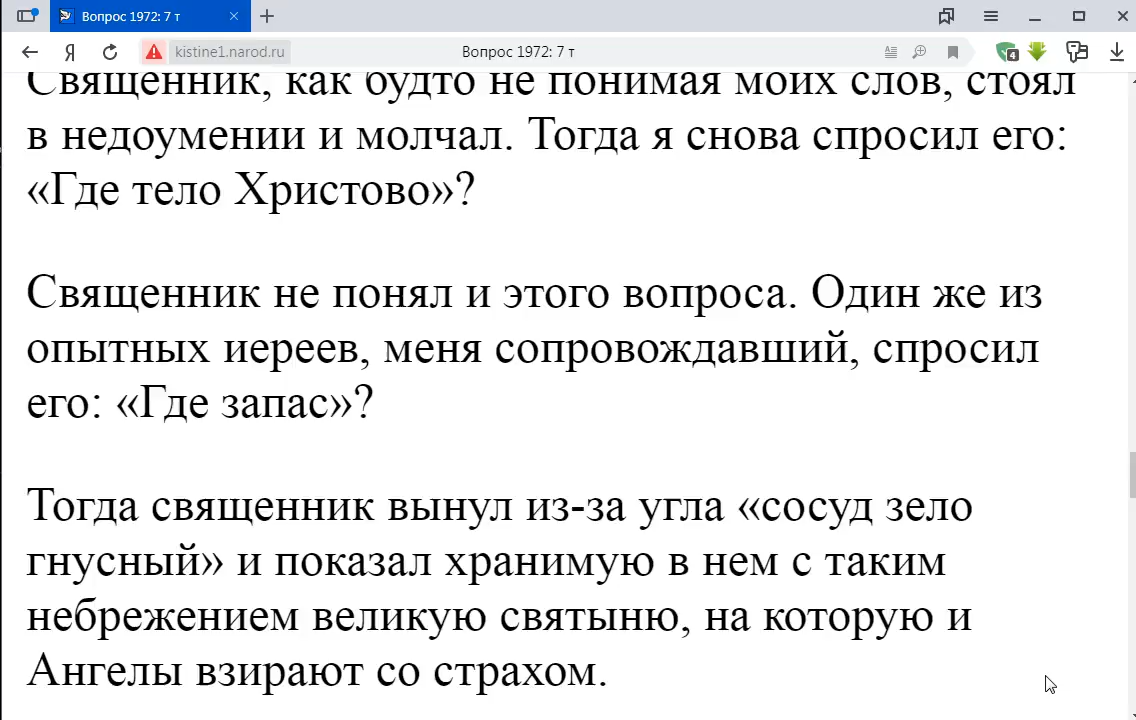 Вопрос 1972: 7 т
kistine1.narod.ru
Вопрос 1972: 7 т
4
Священник, как будто не понимая моих слов, стоял
в недоумении и молчал. Тогда я снова спросил его:
«Где тело Христово»?
Священник не понял и этого вопроса. Один же из
опытных иереев, меня сопровождавший, спросил
его: «Где запас»?
Тогда священник вынул из-за угла «сосуд зело
гнусный» и показал хранимую в нем с таким
небрежением великую святыню, на которую и
Ангелы взирают со страхом.